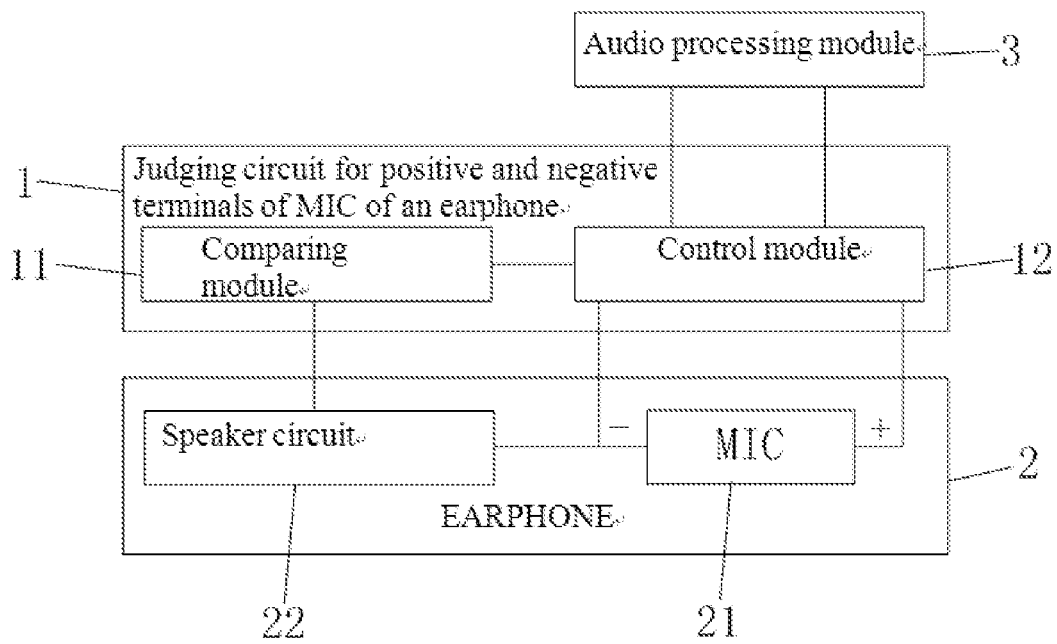 Audio processing module
3
Judging circuit for positive and negative
terminals of MIC of an earphone
1
Comparing
module
11
Control module
12
Speaker circuit
−
MIC
+
2
EARPHONE
22
21